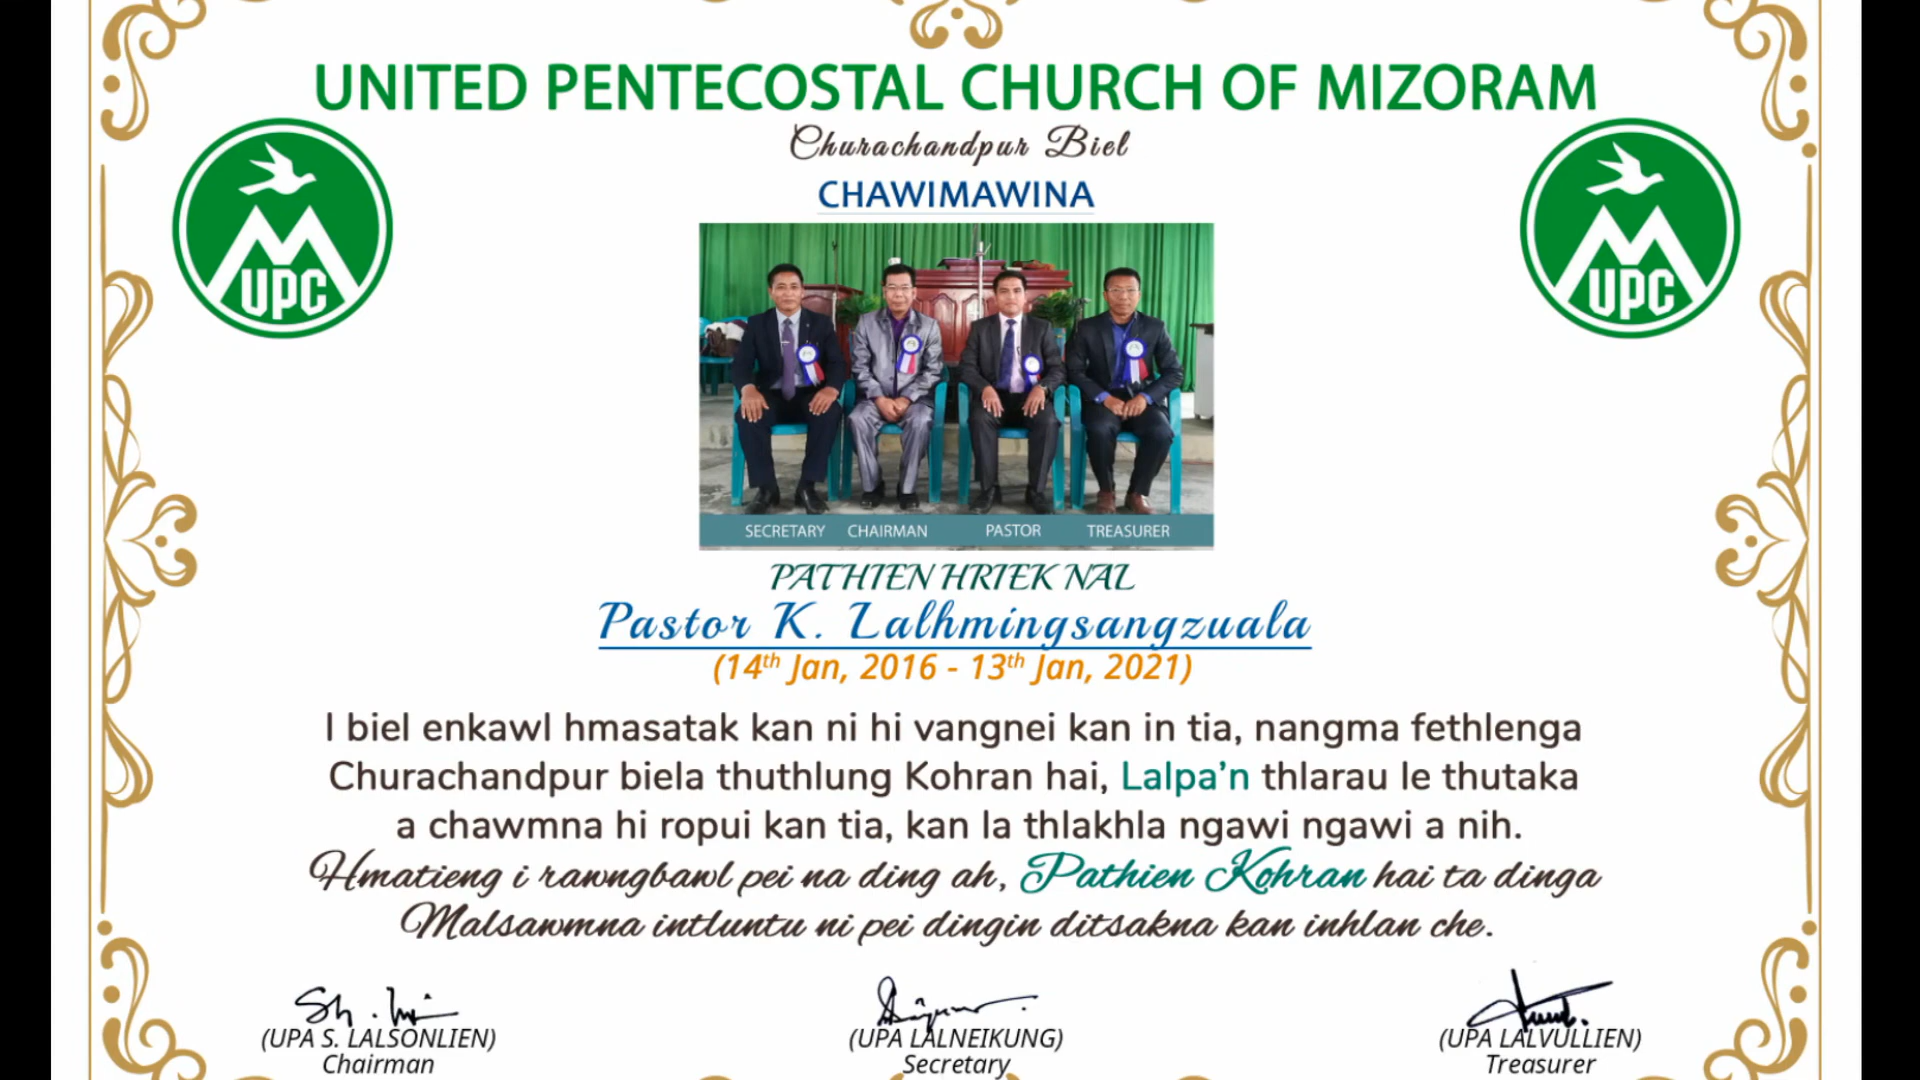 UNITED PENTECOSTAL CHURCH OF MIZORAM
Churachandpur Biel
CHAWIMAWINA
UPC
UPC
SECRETARY CHAIRMAN PASTOR TREASURER
PATHIEN HRIEK NAL
Pastor K. Lalhmingsangzuala
(14th Jan, 2016 - 13th Jan, 2021)
I biel enkawl hmasatak kan ni hi vangnei kan in tia, nangma fethlenga
Churachandpur biela thuthlung Kohran hai, Lalpa’n thlarau le thutaka
a chawmna hi ropui kan tia, kan la thlakhla ngawi ngawi a nih.
Hmatieng i rawngbawl pei na ding ah, Pathien Kohran hai ta dinga
Malsawmna intluntu ni pei dingin ditsakna kan inhlan che.
(UPA S. LALSONLIEN) (UPA LALNEIKUNG) (UPA LALVULLIEN)
Chairman Secretary Treasurer